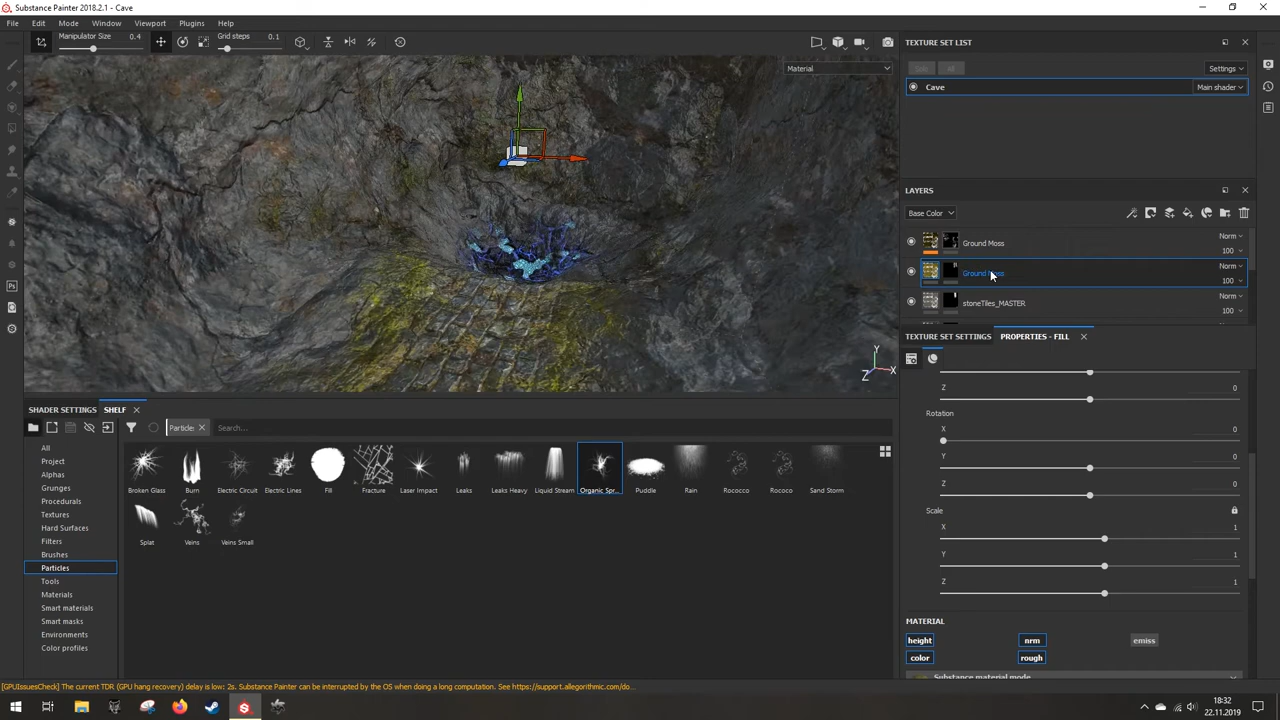 Substance Painter 2018.2.1 - Cave
File Edit Mode Window Viewport Plugins Help
Manipulator Size 0.4 Grid steps 0.1
Material
TEXTURE SET LIST
Solo All Settings
Cave Main shader
LAYERS
Base Color
Ground Moss Norm 100
Norm 100
stoneTiles_MASTER Norm 100
TEXTURE SET SETTINGS PROPERTIES - FILL
Z 0
Rotation
X 0
Y 0
Z 0
Scale
X 1
Y 1
Z 1
MATERIAL
height nrm emiss
color rough
Substance material mode
Y
X
Z
SHADER SETTINGS SHELF
Particles Search...
All
Project
Alphas
Grunges
Procedurals
Textures
Hard Surfaces
Filters
Brushes
Particles
Tools
Materials
Smart materials
Smart masks
Environments
Color profiles
Broken Glass Burn Electric Circuit Electric Lines Fill Fracture Laser Impact Leaks Leaks Heavy Liquid Stream Organic Spr... Puddle Rain Rococco Rococo Sand Storm
Splat Veins Veins Small
[GPUIssuesCheck] The current TDR (GPU hang recovery) delay is low: 2s. Substance Painter can be interrupted by the OS when doing a long computation. See https://support.allegorithmic.com/do...
18:32
22.11.2019